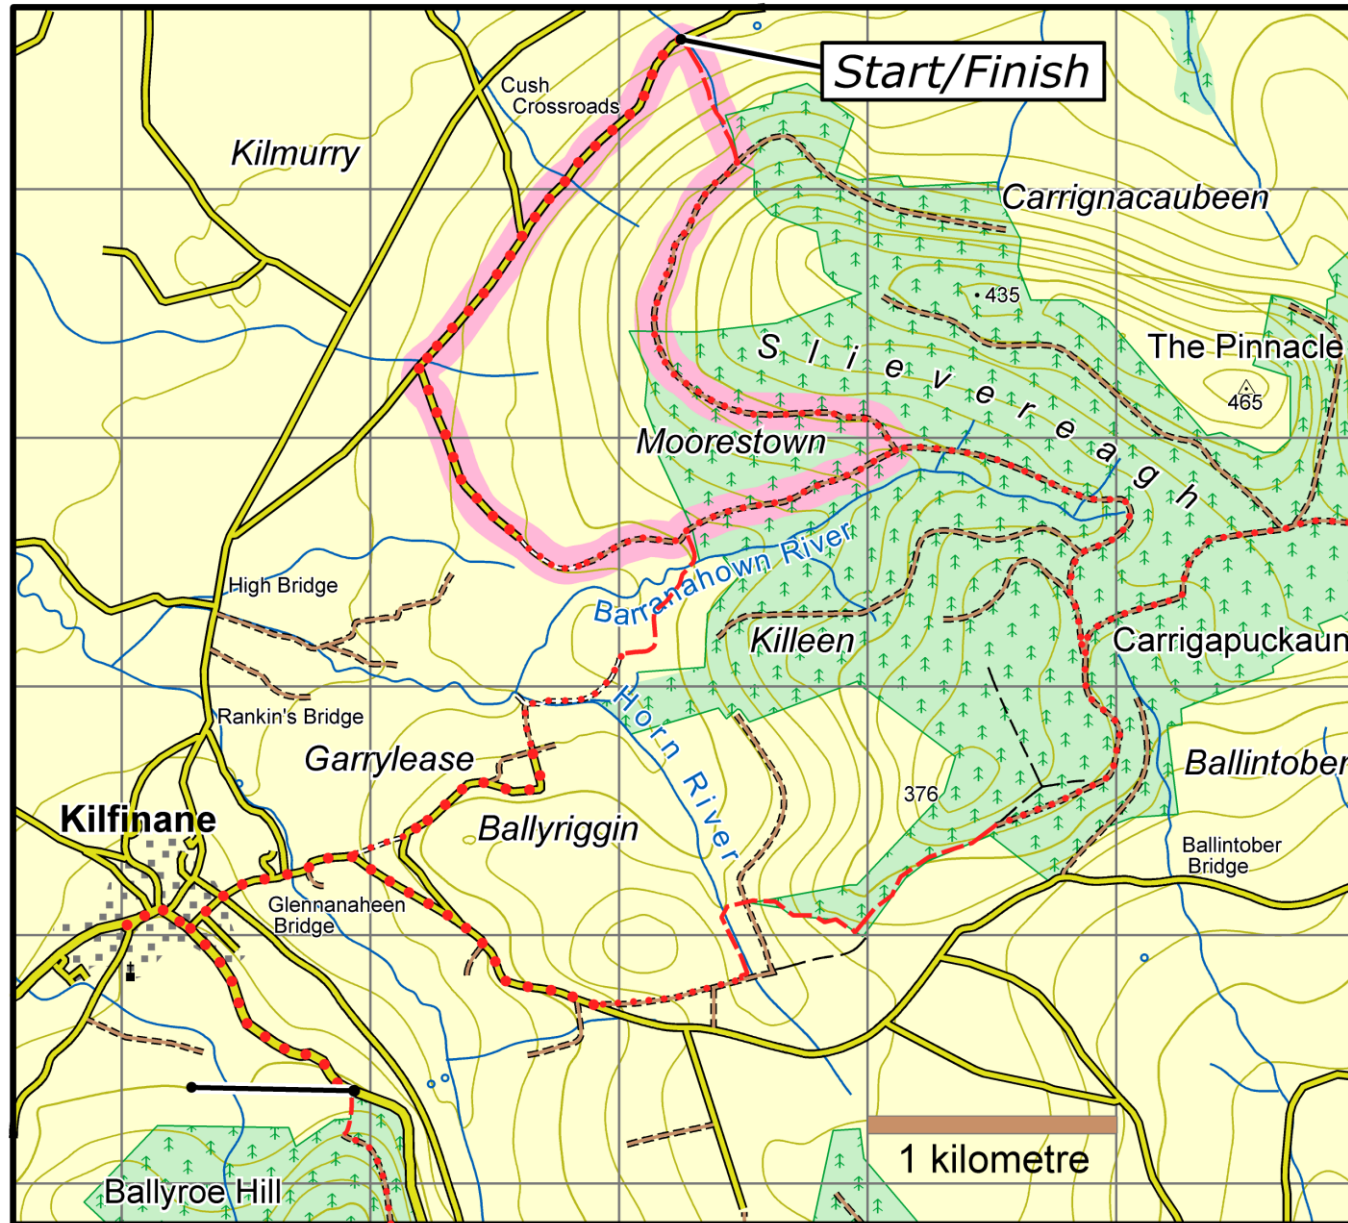 Start/Finish
Cush
Crossroads
Kilmurry
Carrignacaubeen
435
The Pinnacle
Slievereagh
465
Moorestown
Barranahown River
High Bridge
Killeen
Carrigapuckaun
Rankin's Bridge
Horn River
Garrylease
Ballintober
376
Kilfinane
Ballyriggin
Ballintober
Bridge
Glennanaheen
Bridge
1 kilometre
Ballyroe Hill